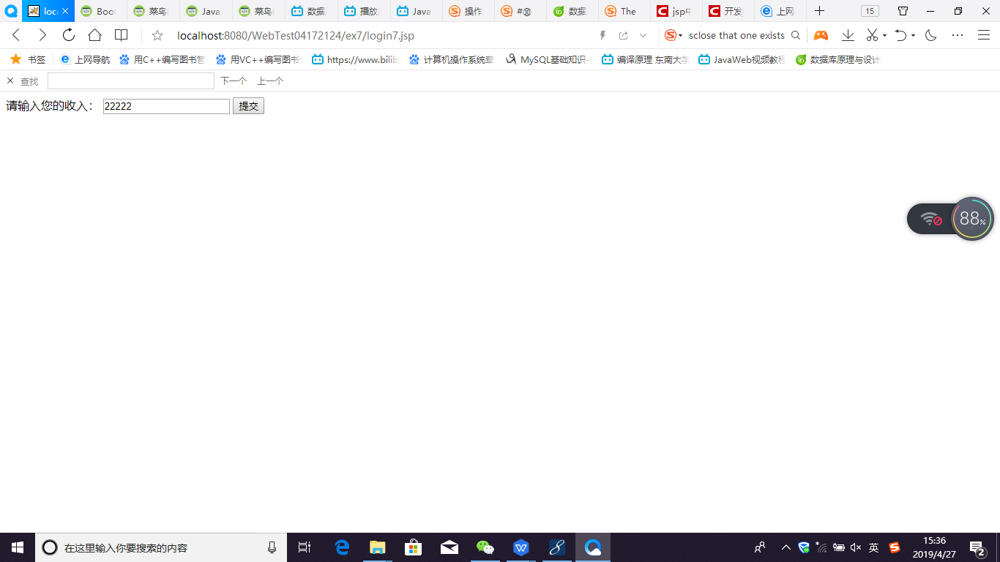 loca Boot 菜鸟 Java 菜鸟 数据 播放 Java 操作 #@ 数据 The jsp中 开发 上网 15
localhost:8080/WebTest04172124/ex7/login7.jsp sclose that one exists
书签 上网导航 用C++编写图书管 用VC++编写图书 https://www.bilib 计算机操作系统章 MySQL基础知识- 编译原理 东南大学 JavaWeb视频教程 数据库原理与设计
查找 下一个 上一个
请输入您的收入： 22222 提交
88%
在这里输入你要搜索的内容 英 15:36
2019/4/27 2